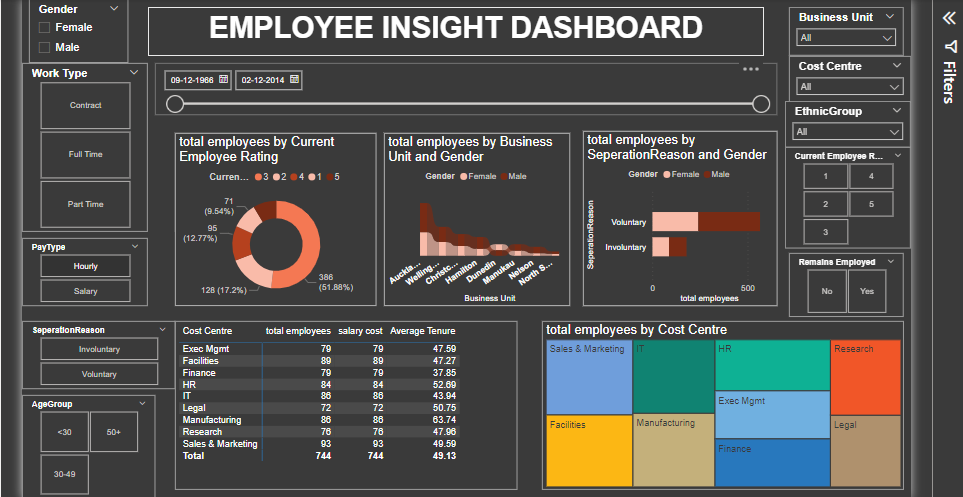 Gender
Female
Male
EMPLOYEE INSIGHT DASHBOARD
Business Unit
All
Cost Centre
All
EthnicGroup
All
Filters
Work Type
Contract
Full Time
Part Time
09-12-1966
02-12-2014
PayType
Hourly
Salary
total employees by Current
Employee Rating
Curren... 3 2 4 1 5
71
(9.54%)
95
(12.77%)
128 (17.2%)
386
(51.88%)
total employees by Business
Unit and Gender
Gender Female Male
Auckla...
Welling...
Christc...
Hamilton
Dunedin
Manukau
Nelson
North S...
Business Unit
total employees by
SeperationReason and Gender
Gender Female Male
SeperationReason
Voluntary
Involuntary
0 500
total employees
Current Employee R...
1 4
2 5
3
Remains Employed
No Yes
SeperationReason
Involuntary
Voluntary
AgeGroup
<30 50+
30-49
Cost Centre total employees salary cost Average Tenure
Exec Mgmt 79 79 47.59
Facilities 89 89 47.27
Finance 79 79 37.85
HR 84 84 52.69
IT 86 86 43.94
Legal 72 72 50.75
Manufacturing 86 86 63.74
Research 76 76 47.96
Sales & Marketing 93 93 49.59
Total 744 744 49.13
total employees by Cost Centre
Sales & Marketing
IT
HR
Research
Exec Mgmt
Facilities
Manufacturing
Legal
Finance